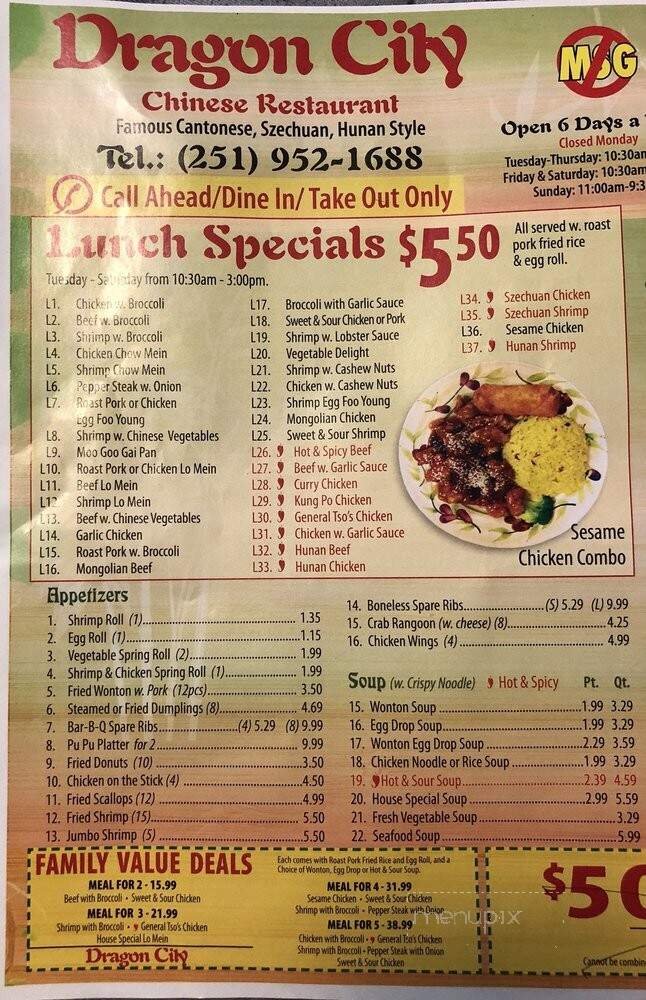 Dragon City
Chinese Restaurant
Famous Cantonese, Szechuan, Hunan Style
Tel.: (251) 952-1688
Call Ahead/Dine In/ Take Out Only
MSG
Open 6 Days a
Closed Monday
Tuesday-Thursday: 10:30am
Friday & Saturday: 10:30am
Sunday: 11:00am-9:3
Lunch Specials $5.50
All served w. roast
pork fried rice
& egg roll.
Tuesday - Saturday from 10:30am - 3:00pm.
L1. Chicken w. Broccoli
L2. Beef w. Broccoli
L3. Shrimp w. Broccoli
L4. Chicken Chow Mein
L5. Shrimp Chow Mein
L6. Pepper Steak w. Onion
L7. Roast Pork or Chicken
Egg Foo Young
L8. Shrimp w. Chinese Vegetables
L9. Moo Goo Gai Pan
L10. Roast Pork or Chicken Lo Mein
L11. Beef Lo Mein
L12 Shrimp Lo Mein
L13. Beef w. Chinese Vegetables
L14. Garlic Chicken
L15. Roast Pork w. Broccoli
L16. Mongolian Beef
L17. Broccoli with Garlic Sauce
L18. Sweet & Sour Chicken or Pork
L19. Shrimp w. Lobster Sauce
L20. Vegetable Delight
L21. Shrimp w. Cashew Nuts
L22. Chicken w. Cashew Nuts
L23. Shrimp Egg Foo Young
L24. Mongolian Chicken
L25. Sweet & Sour Shrimp
L26. Hot & Spicy Beef
L27. Beef w. Garlic Sauce
L28. Curry Chicken
L29. Kung Po Chicken
L30. General Tso's Chicken
L31. Chicken w. Garlic Sauce
L32. Hunan Beef
L33. Hunan Chicken
L34. Szechuan Chicken
L35. Szechuan Shrimp
L36. Sesame Chicken
L37. Hunan Shrimp
Sesame
Chicken Combo
Appetizers
1. Shrimp Roll (1) 1.35
2. Egg Roll (1) 1.15
3. Vegetable Spring Roll (2) 1.99
4. Shrimp & Chicken Spring Roll (1) 1.99
5. Fried Wonton w. Pork (12pcs) 3.50
6. Steamed or Fried Dumplings (8) 4.69
7. Bar-B-Q Spare Ribs (4) 5.29 (8) 9.99
8. Pu Pu Platter for 2 9.99
9. Fried Donuts (10) 3.50
10. Chicken on the Stick (4) 4.50
11. Fried Scallops (12) 4.99
12. Fried Shrimp (15) 5.50
13. Jumbo Shrimp (5) 5.50
14. Boneless Spare Ribs (S) 5.29 (L) 9.99
15. Crab Rangoon (w. cheese) (8) 4.25
16. Chicken Wings (4) 4.99
Soup (w. Crispy Noodle) Hot & Spicy Pt. Qt.
15. Wonton Soup 1.99 3.29
16. Egg Drop Soup 1.99 3.29
17. Wonton Egg Drop Soup 2.29 3.59
18. Chicken Noodle or Rice Soup 1.99 3.29
19. Hot & Sour Soup 2.39 4.59
20. House Special Soup 2.99 5.59
21. Fresh Vegetable Soup 3.29
22. Seafood Soup 5.99
FAMILY VALUE DEALS
Each comes with Roast Pork Fried Rice and Egg Roll, and a
Choice of Wonton, Egg Drop or Hot & Sour Soup.
MEAL FOR 2 - 15.99
Beef with Broccoli • Sweet & Sour Chicken
MEAL FOR 3 - 21.99
Shrimp with Broccoli • General Tso's Chicken
House Special Lo Mein
Dragon City
MEAL FOR 4 - 31.99
Sesame Chicken • Sweet & Sour Chicken
Shrimp with Broccoli • Pepper Steak with Onion
MEAL FOR 5 - 38.99
Chicken with Broccoli • General Tso's Chicken
Shrimp with Broccoli • Pepper Steak with Onion
Sweet & Sour Chicken
$50
Cannot be combin
menupix